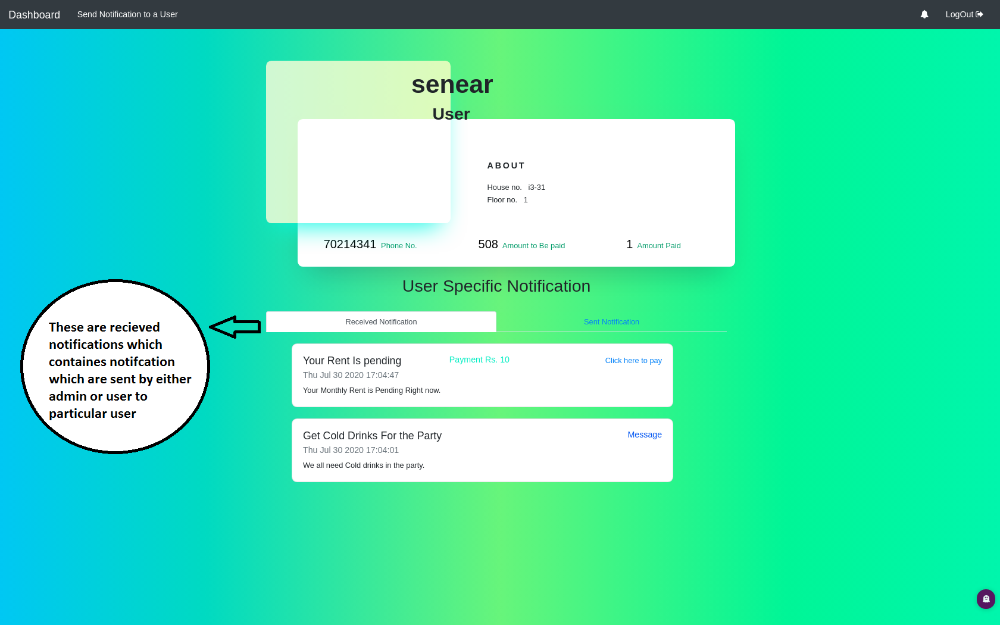 Dashboard Send Notification to a User LogOut
senear
User
ABOUT
House no. i3-31
Floor no. 1
70214341 Phone No. 508 Amount to Be paid 1 Amount Paid
User Specific Notification
Received Notification Sent Notification
These are recieved
notifications which
containes notifcation
which are sent by either
admin or user to
particular user
Your Rent Is pending Payment Rs. 10 Click here to pay
Thu Jul 30 2020 17:04:47
Your Monthly Rent is Pending Right now.
Get Cold Drinks For the Party Message
Thu Jul 30 2020 17:04:01
We all need Cold drinks in the party.